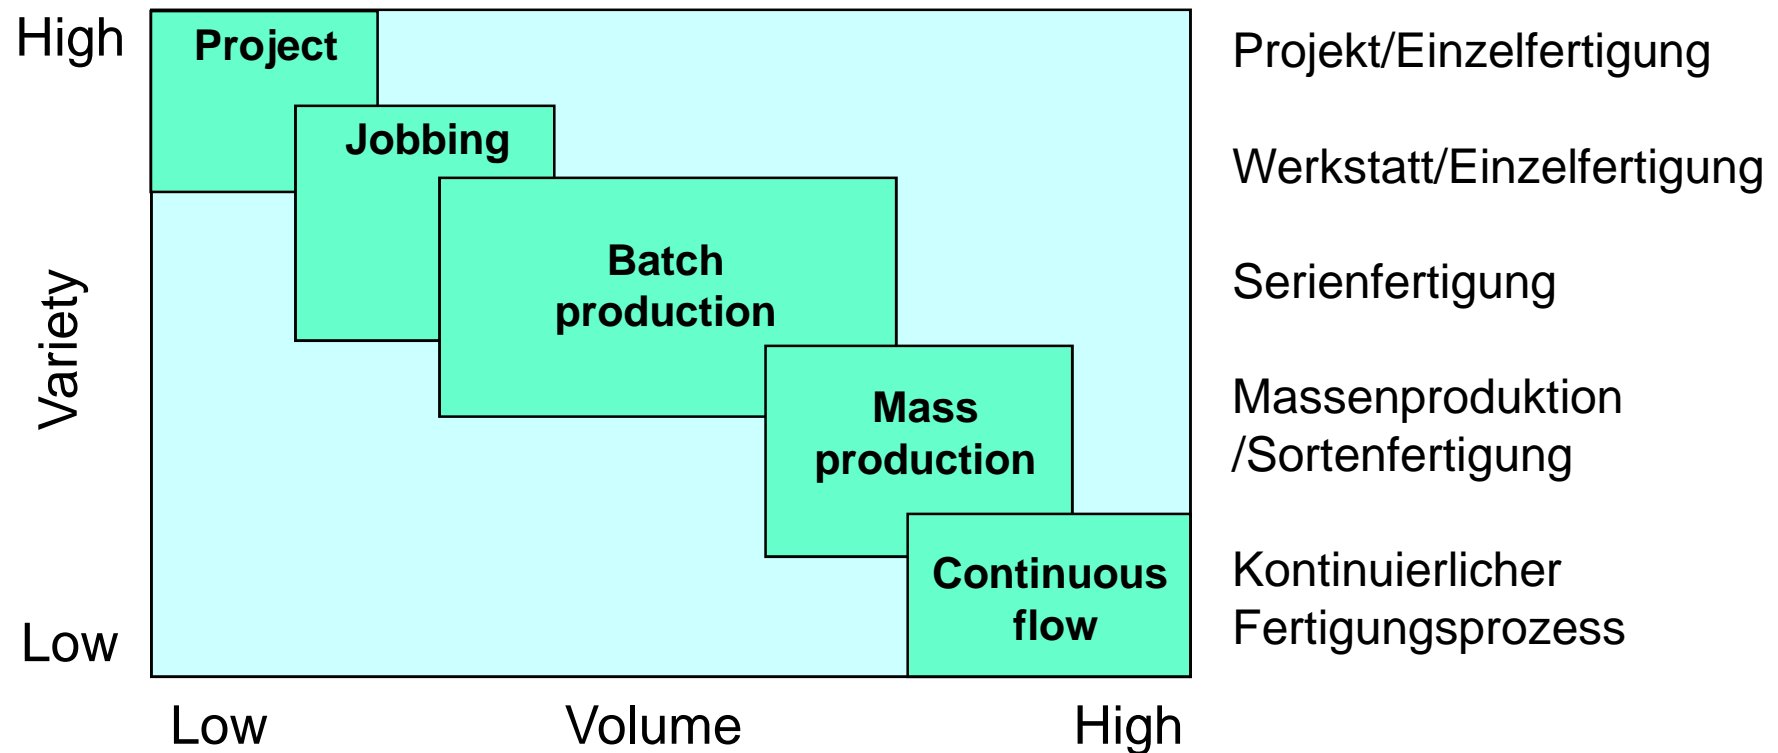 High
Project
Projekt/Einzelfertigung
Jobbing
Werkstatt/Einzelfertigung
Batch
production
Serienfertigung
Variety
Mass
production
Massenproduktion
/Sortenfertigung
Continuous
flow
Kontinuierlicher
Fertigungsprozess
Low
Low
Volume
High